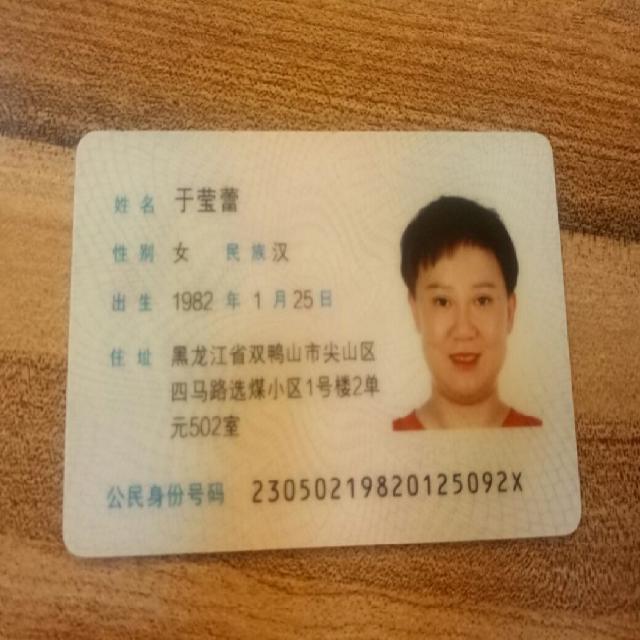 姓名 于莹蕾
性别 女 民族 汉
出生 1982 年 1 月 25 日
住址 黑龙江省双鸭山市尖山区
四马路选煤小区1号楼2单
元502室
公民身份号码 23050219820125092X